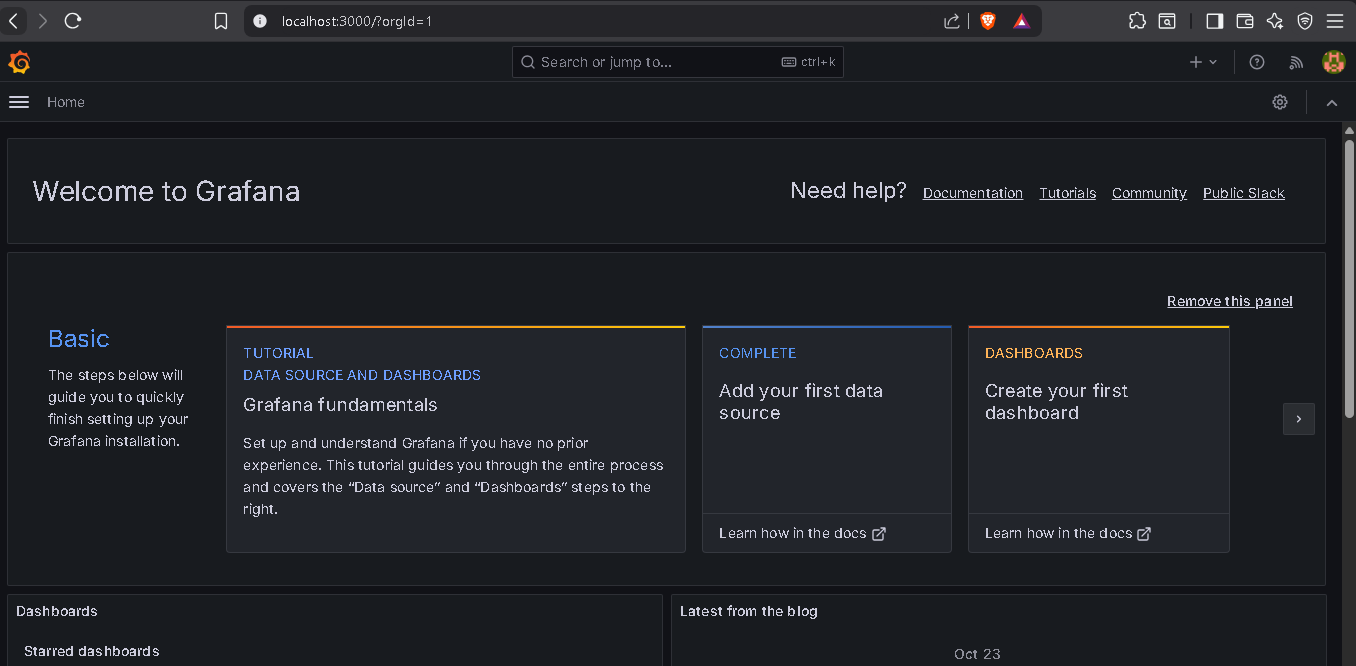 localhost:3000/?orgId=1
Search or jump to...
ctrl+k
Home
Welcome to Grafana
Need help?
Documentation
Tutorials
Community
Public Slack
Remove this panel
Basic
The steps below will
guide you to quickly
finish setting up your
Grafana installation.
TUTORIAL
DATA SOURCE AND DASHBOARDS
Grafana fundamentals
Set up and understand Grafana if you have no prior
experience. This tutorial guides you through the entire process
and covers the “Data source” and “Dashboards” steps to the
right.
COMPLETE
Add your first data
source
Learn how in the docs
DASHBOARDS
Create your first
dashboard
Learn how in the docs
Dashboards
Starred dashboards
Latest from the blog
Oct 23